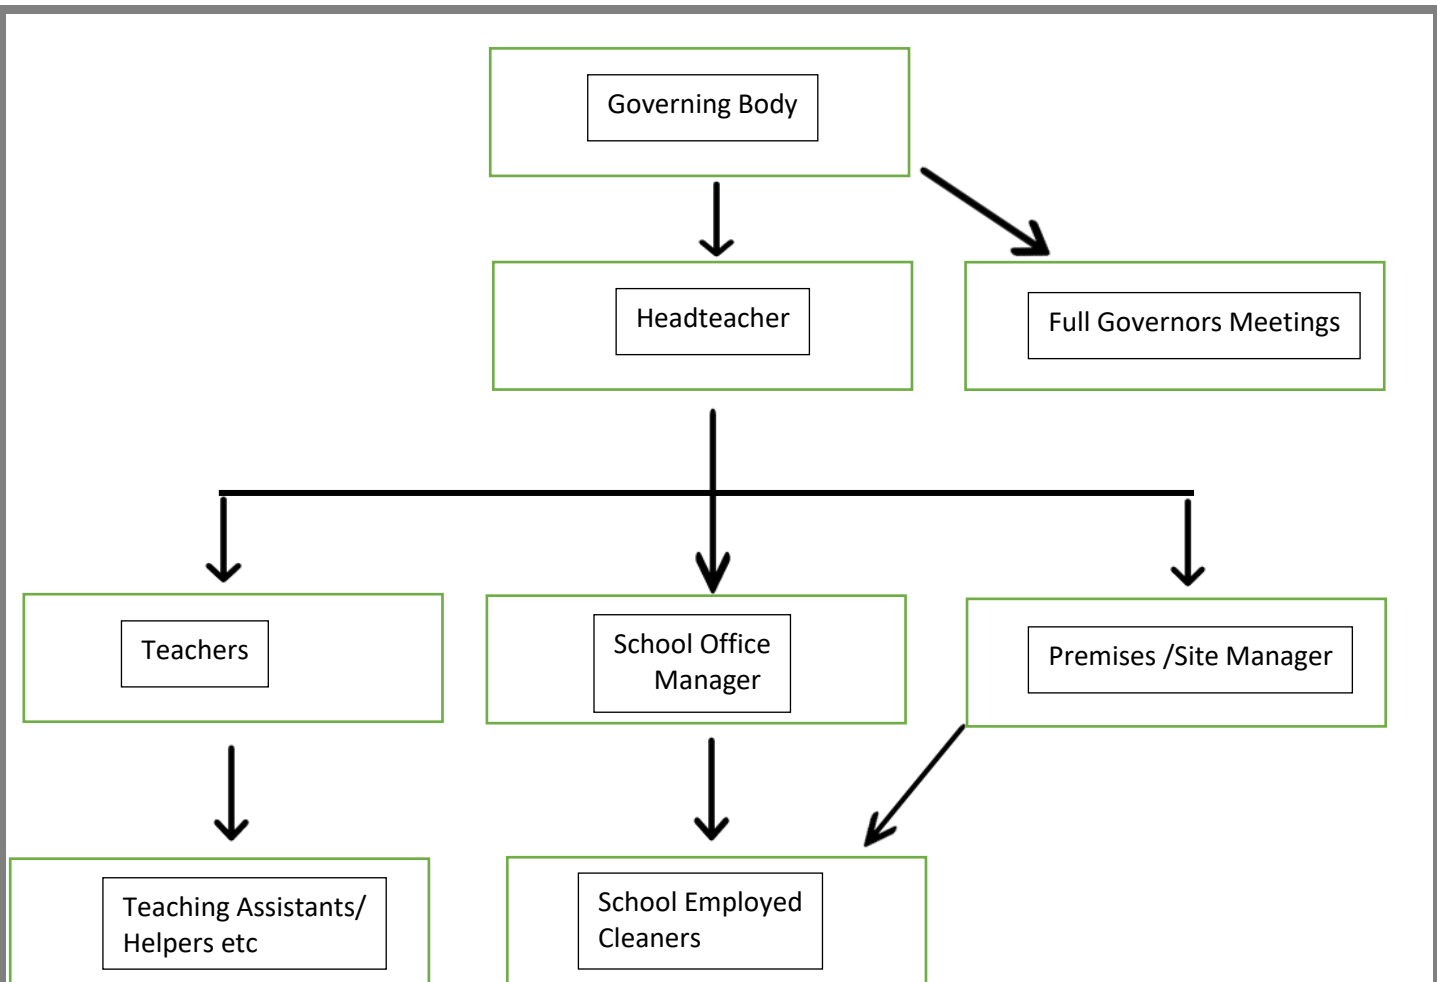 Governing Body
Headteacher
Full Governors Meetings
Teachers
School Office
Manager
Premises /Site Manager
Teaching Assistants/
Helpers etc
School Employed
Cleaners